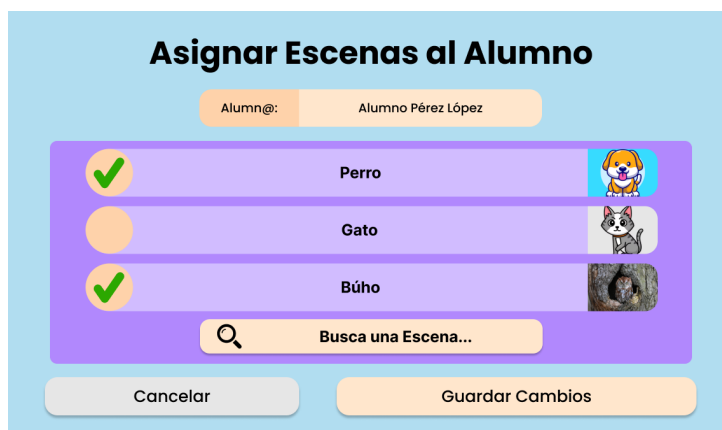 Asignar Escenas al Alumno
Alumn@: Alumno Pérez López
Perro
Gato
Búho
Busca una Escena...
Cancelar Guardar Cambios